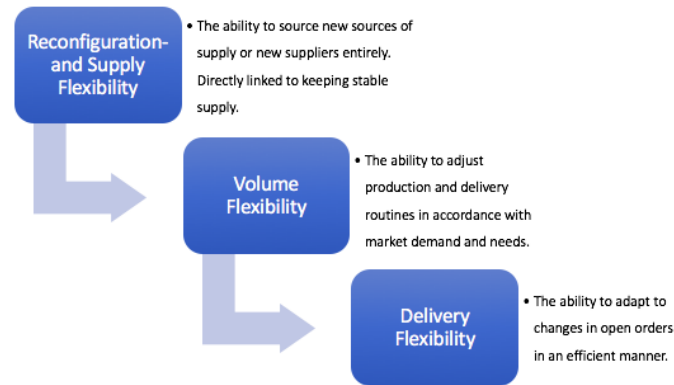 Reconfiguration-
and Supply
Flexibility
• The ability to source new sources of
supply or new suppliers entirely.
Directly linked to keeping stable
supply.
Volume
Flexibility
• The ability to adjust
production and delivery
routines in accordance with
market demand and needs.
Delivery
Flexibility
• The ability to adapt to
changes in open orders
in an efficient manner.